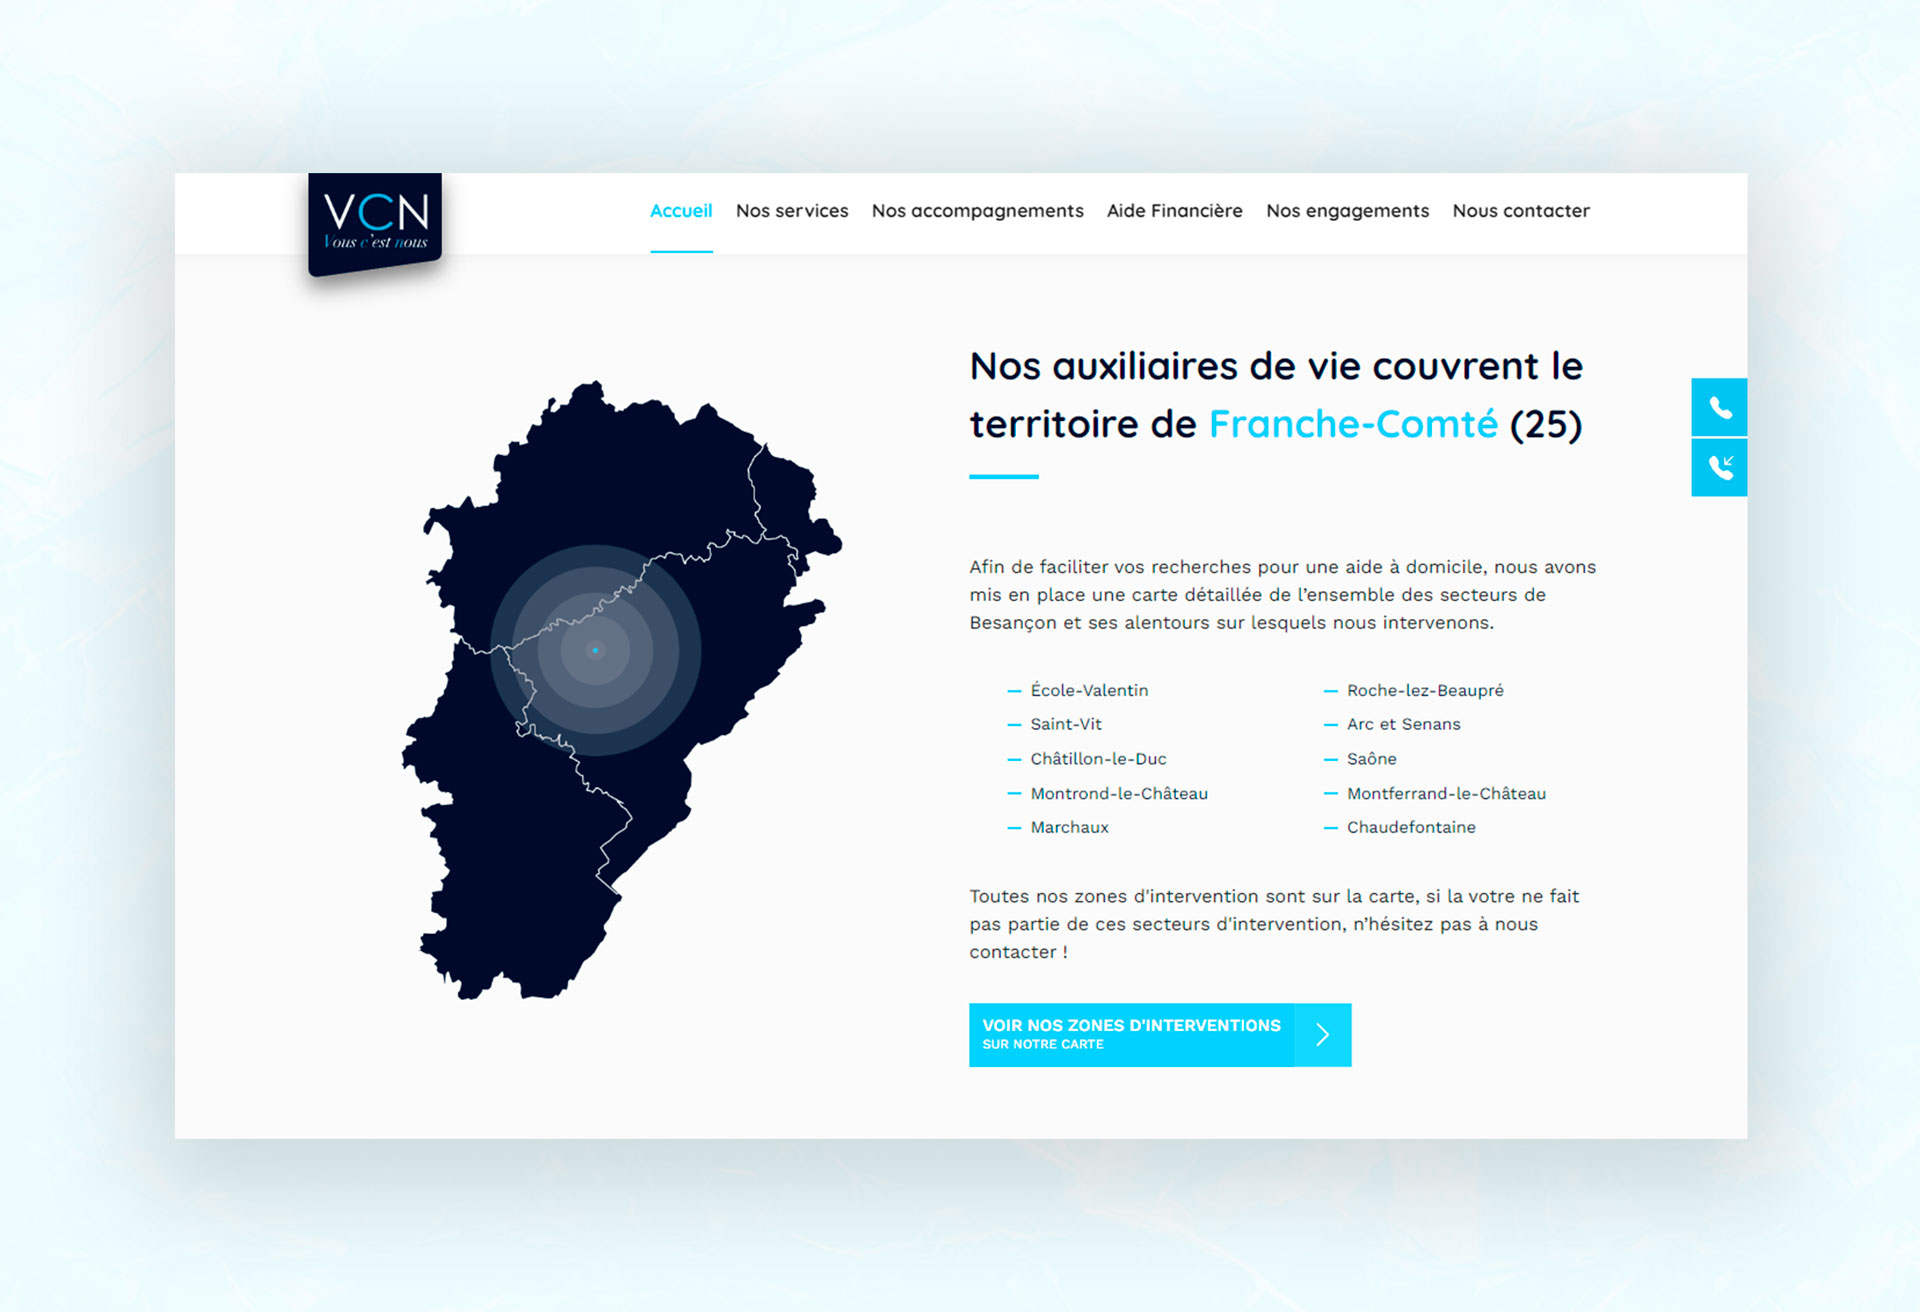 VCN
Vous c'est nous
Accueil
Nos services
Nos accompagnements
Aide Financière
Nos engagements
Nous contacter
Nos auxiliaires de vie couvrent le
territoire de Franche-Comté (25)
Afin de faciliter vos recherches pour une aide à domicile, nous avons
mis en place une carte détaillée de l’ensemble des secteurs de
Besançon et ses alentours sur lesquels nous intervenons.
École-Valentin
Saint-Vit
Châtillon-le-Duc
Montrond-le-Château
Marchaux
Roche-lez-Beaupré
Arc et Senans
Saône
Montferrand-le-Château
Chaudefontaine
Toutes nos zones d'intervention sont sur la carte, si la votre ne fait
pas partie de ces secteurs d'intervention, n’hésitez pas à nous
contacter !
VOIR NOS ZONES D'INTERVENTIONS
SUR NOTRE CARTE